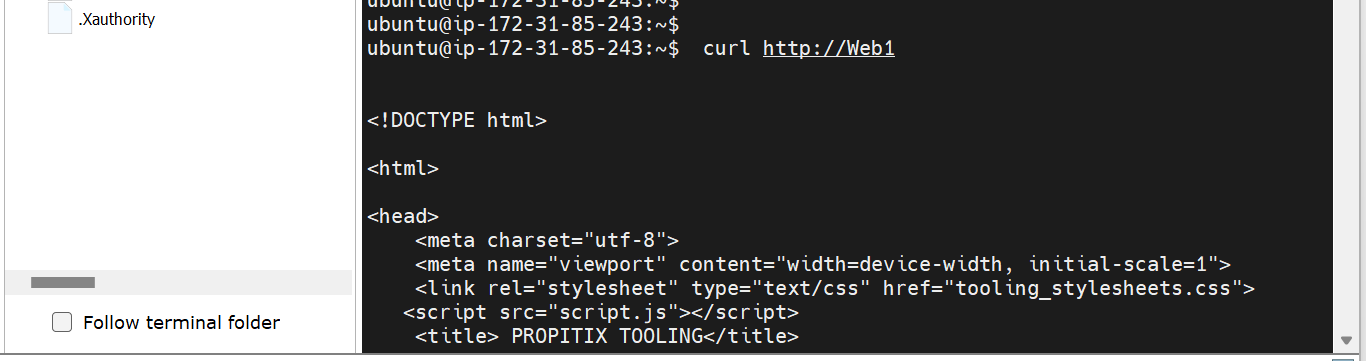 .Xauthority
ubuntu@ip-172-31-85-243:~$
ubuntu@ip-172-31-85-243:~$
ubuntu@ip-172-31-85-243:~$  curl http://Web1
<!DOCTYPE html>
<html>
<head>
    <meta charset="utf-8">
    <meta name="viewport" content="width=device-width, initial-scale=1">
    <link rel="stylesheet" type="text/css" href="tooling_stylesheets.css">
   <script src="script.js"></script>
    <title> PROPITIX TOOLING</title>
Follow terminal folder